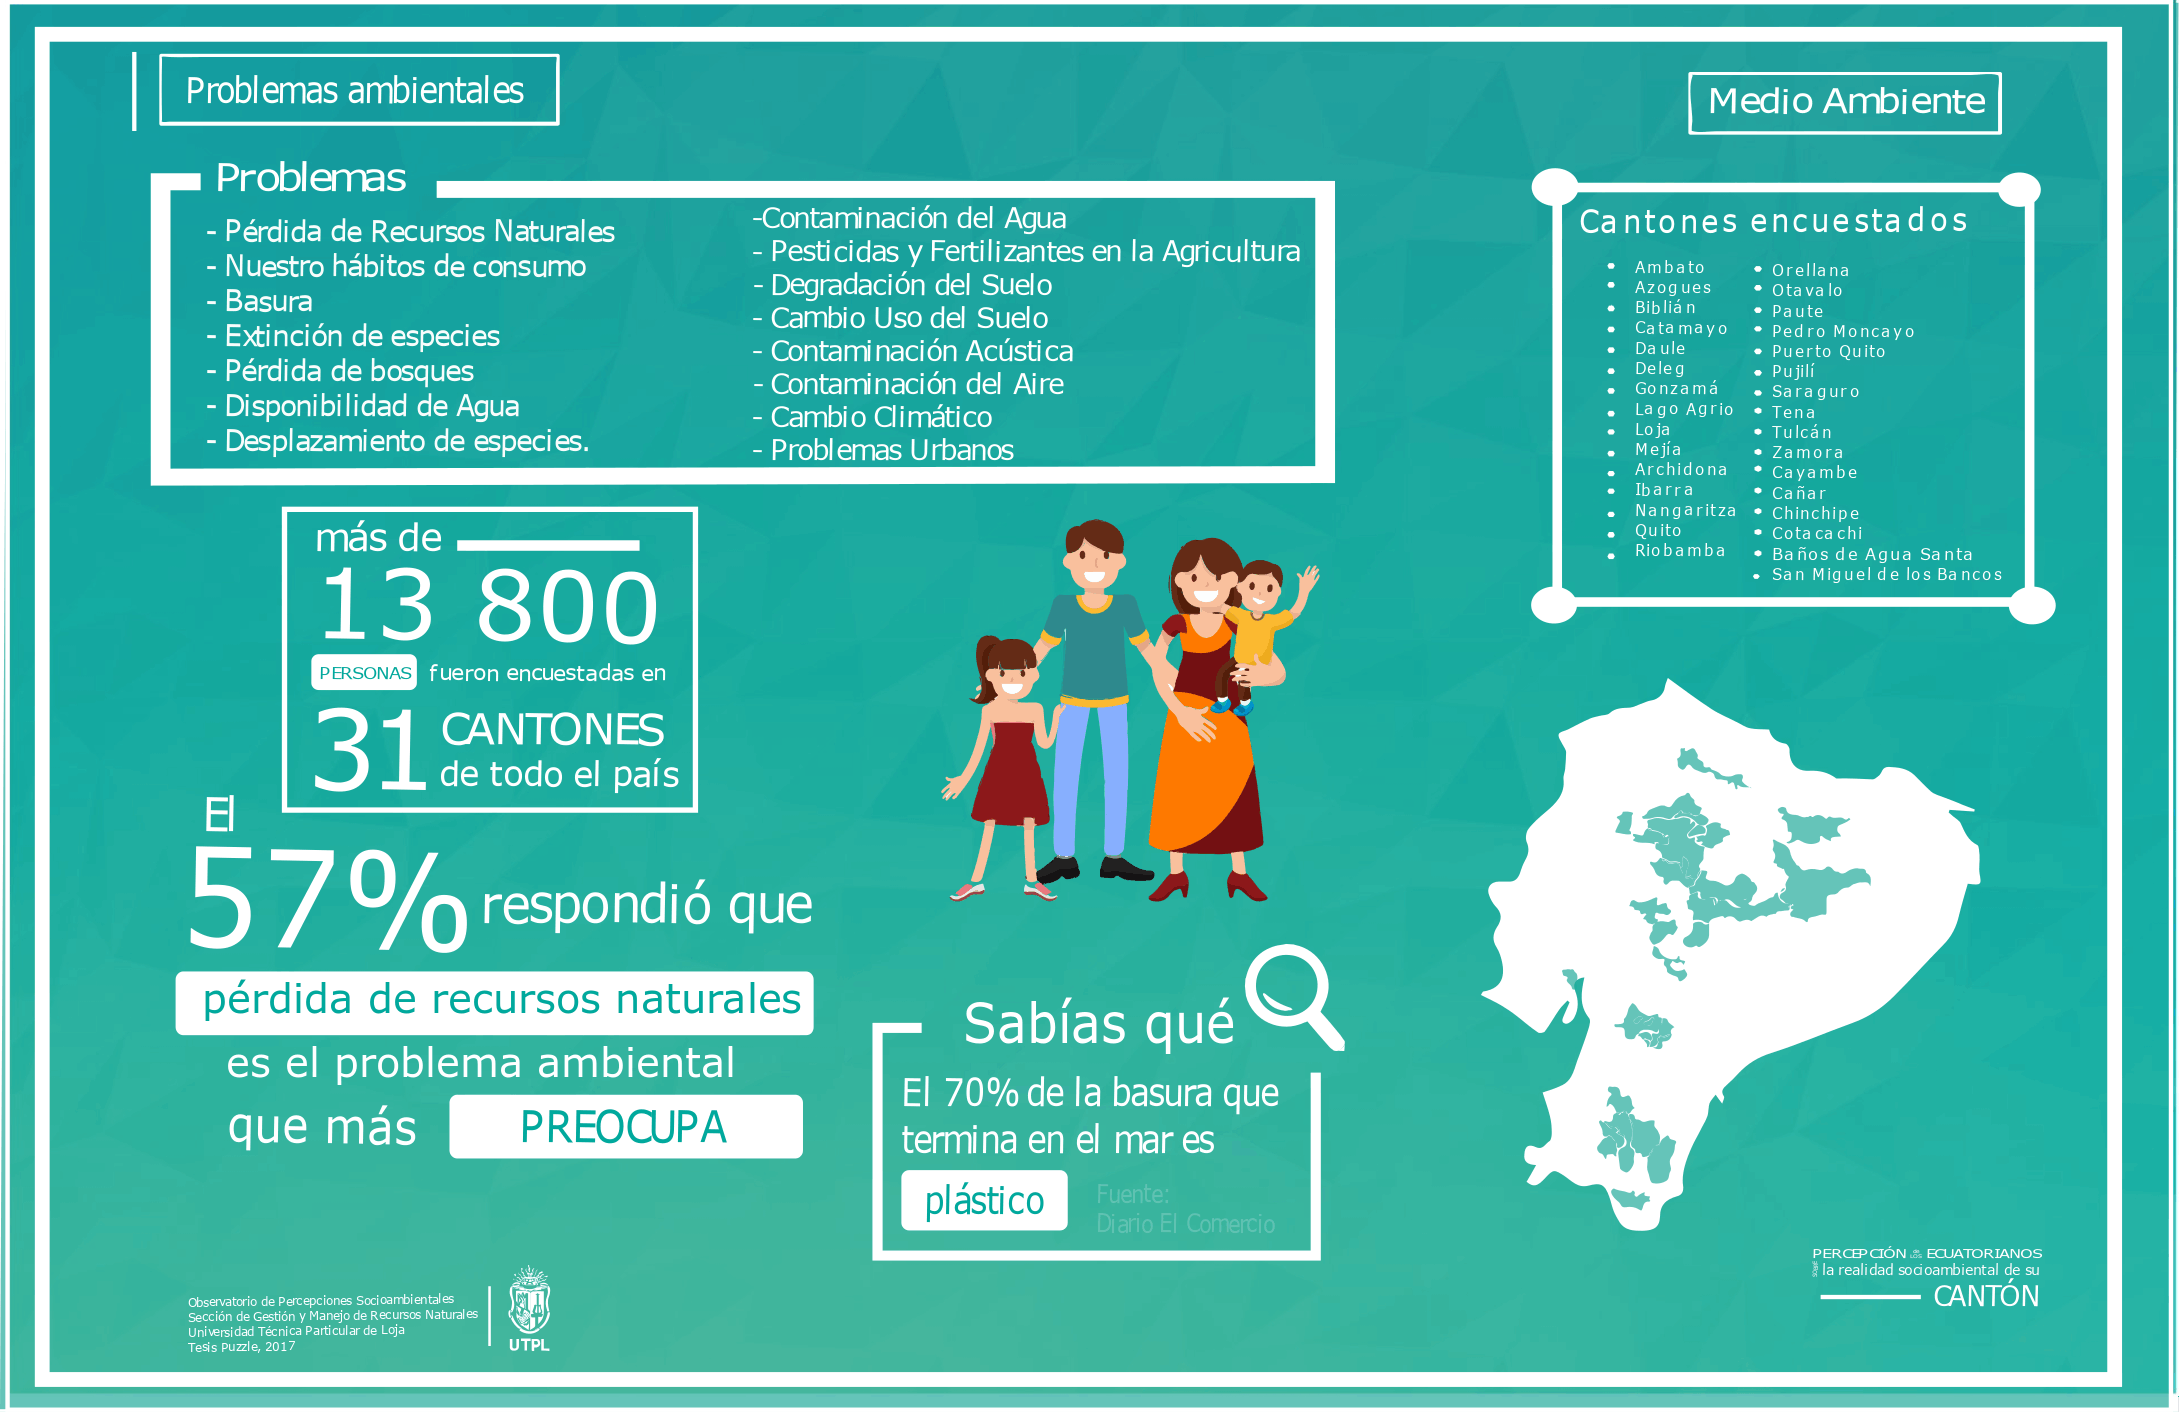 Problemas ambientales
Medio Ambiente
Problemas
- Pérdida de Recursos Naturales
- Nuestro hábitos de consumo
- Basura
- Extinción de especies
- Pérdida de bosques
- Disponibilidad de Agua
- Desplazamiento de especies.
-Contaminación del Agua
- Pesticidas y Fertilizantes en la Agricultura
- Degradación del Suelo
- Cambio Uso del Suelo
- Contaminación Acústica
- Contaminación del Aire
- Cambio Climático
- Problemas Urbanos
Cantones encuestados
• Ambato
• Azogues
• Biblián
• Catamayo
• Daule
• Deleg
• Gonzamá
• Lago Agrio
• Loja
• Mejía
• Archidona
• Ibarra
• Nangaritza
• Quito
• Riobamba
• Orellana
• Otavalo
• Paute
• Pedro Moncayo
• Puerto Quito
• Pujilí
• Saraguro
• Tena
• Tulcán
• Zamora
• Cayambe
• Cañar
• Chinchipe
• Cotacachi
• Baños de Agua Santa
• San Miguel de los Bancos
más de
13 800
PERSONAS fueron encuestadas en
31 CANTONES
de todo el país
El
57% respondió que
pérdida de recursos naturales
es el problema ambiental
que más PREOCUPA
Sabías qué
El 70% de la basura que
termina en el mar es
plástico
Fuente:
Diario El Comercio
Observatorio de Percepciones Socioambientales
Sección de Gestión y Manejo de Recursos Naturales
Universidad Técnica Particular de Loja
Tesis Puzzle, 2017
UTPL
PERCEPCIÓN de LOS ECUATORIANOS
sobre la realidad socioambiental de su
CANTÓN